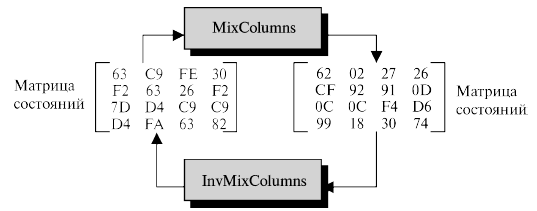 MixColumns
Матрица
состояний
63 C9 FE 30
F2 63 26 F2
7D D4 C9 C9
D4 FA 63 82
62 02 27 26
CF 92 91 0D
0C 0C F4 D6
99 18 30 74
Матрица
состояний
InvMixColumns